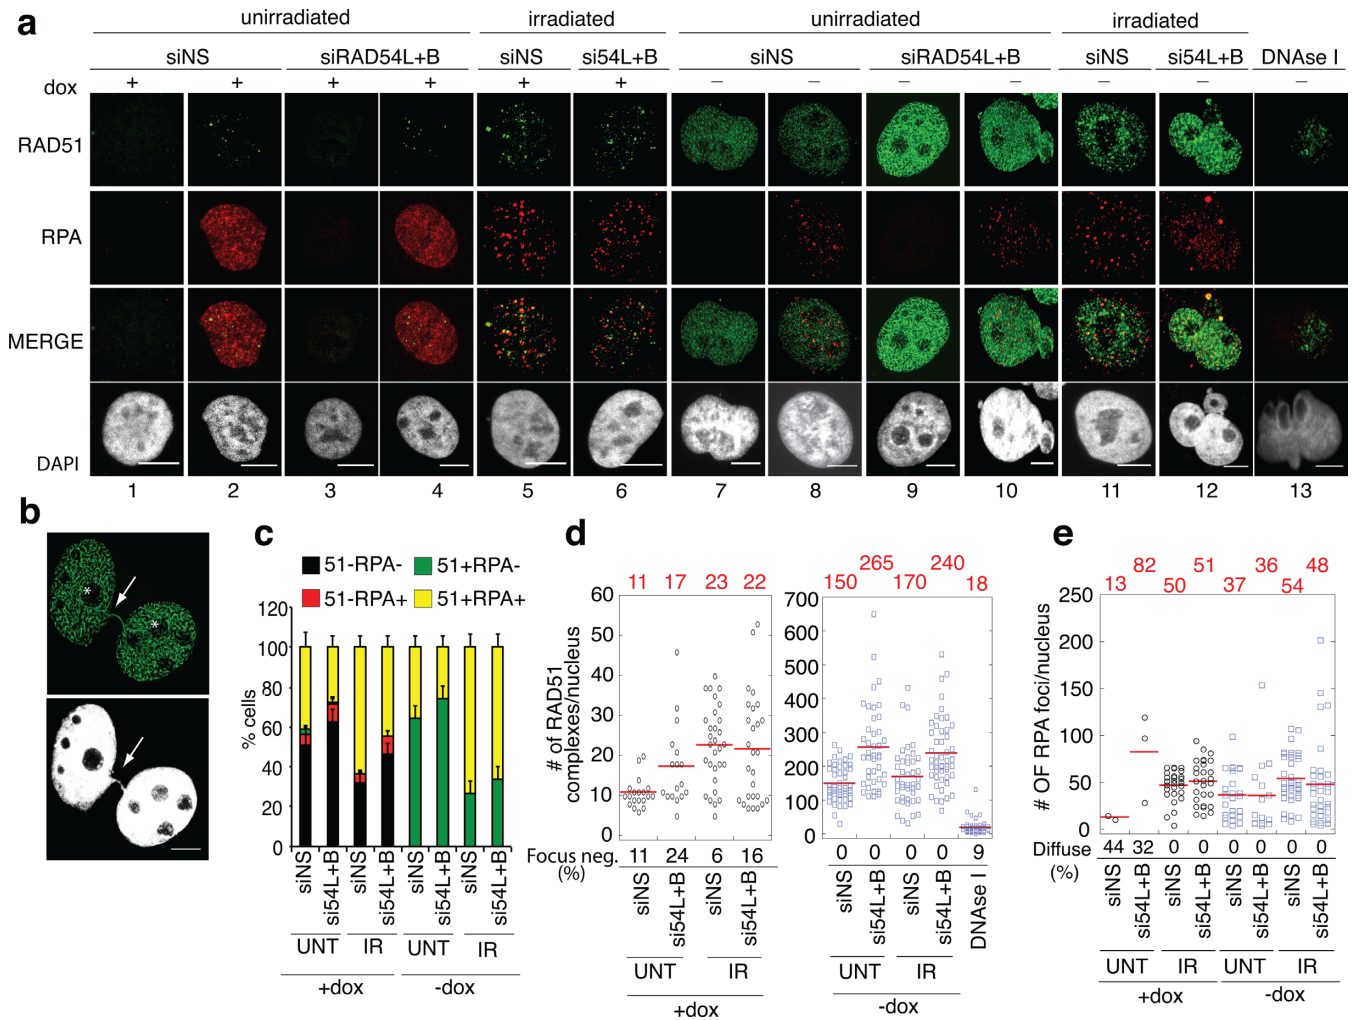 a
unirradiated irradiated unirradiated irradiated
siNS siRAD54L+B siNS si54L+B siNS siRAD54L+B siNS si54L+B DNAse I
dox + + + + + + – – – – – – –
RAD51
RPA
MERGE
DAPI
1 2 3 4 5 6 7 8 9 10 11 12 13
b
* *
c
51-RPA- 51+RPA-
51-RPA+ 51+RPA+
% cells
120
100
80
60
40
20
0
siNS si54L+B siNS si54L+B siNS si54L+B siNS si54L+B
UNT IR UNT IR
+dox -dox
d
# of RAD51
complexes/nucleus
11 17 23 22
60
50
40
30
20
10
0
Focus neg. 11 24 6 16
(%)
siNS si54L+B siNS si54L+B
UNT IR
+dox
150 265 170 240 18
700
600
500
400
300
200
100
0
0 0 0 0 9
siNS si54L+B siNS si54L+B DNAse I
UNT IR
-dox
e
# OF RPA foci/nucleus
13 82 50 51 37 36 54 48
250
200
150
100
50
0
Diffuse 44 32 0 0 0 0 0 0
(%)
siNS si54L+B siNS si54L+B siNS si54L+B siNS si54L+B
UNT IR UNT IR
+dox -dox